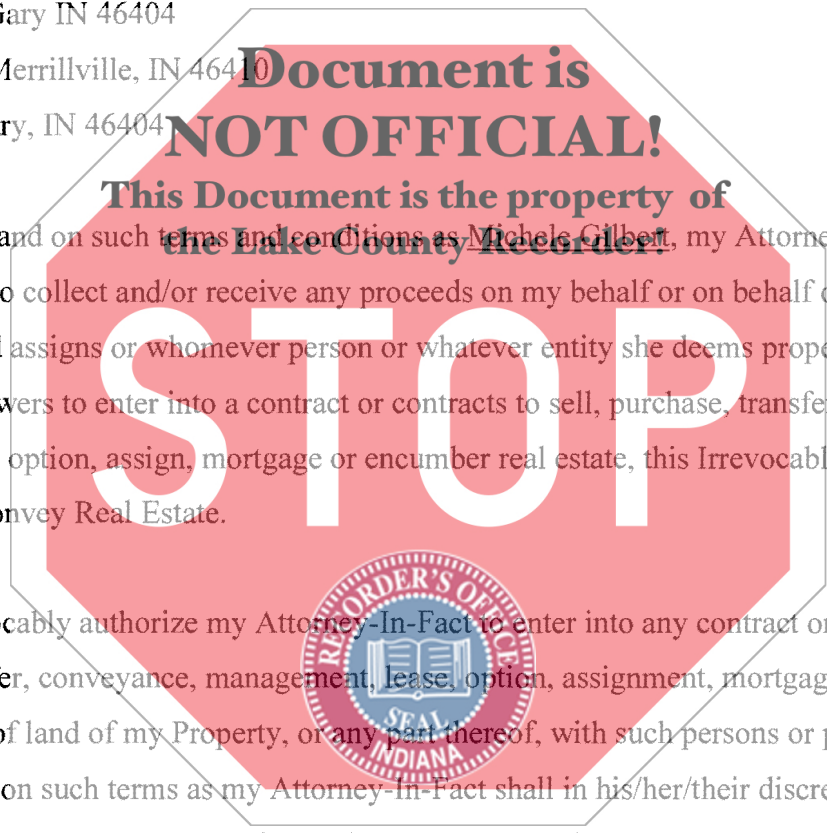 Gary IN 46404
Merrillville, IN 46410
ry, IN 46404
Document is
NOT OFFICIAL!
This Document is the property of
the Lake County Recorder!
and on such terms and conditions as Michele Gilbert, my Attorne
o collect and/or receive any proceeds on my behalf or on behalf
assigns or whomever person or whatever entity she deems prope
wers to enter into a contract or contracts to sell, purchase, transfe
option, assign, mortgage or encumber real estate, this Irrevocabl
onvey Real Estate.
STOP
ocably authorize my Attorney-In-Fact to enter into any contract or
er, conveyance, management, lease, option, assignment, mortgag
of land of my Property, or any part thereof, with such persons or p
on such terms as my Attorney-In-Fact shall in his/her/their discre
RECORDER'S OFFICE
SEAL
INDIANA